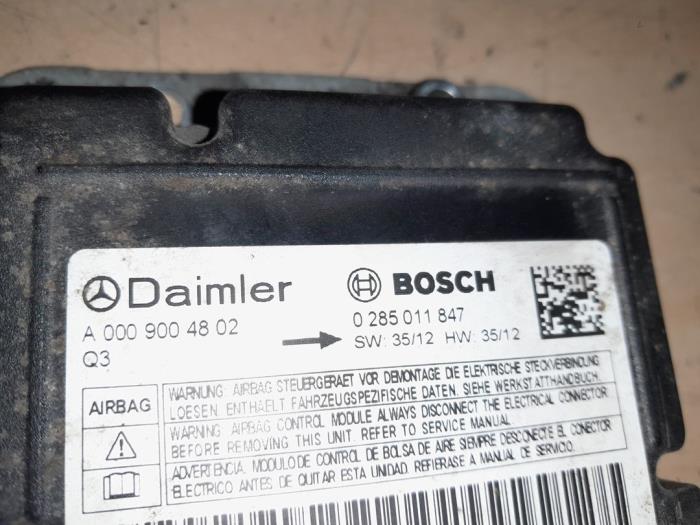 Daimler
BOSCH
A 000 900 48 02
0 285 011 847
Q3
SW: 35/12 HW: 35/12
AIRBAG
WARNUNG: AIRBAG STEUERGERAET VOR DEMONTAGE DIE ELEKTRISCHE STECKVERBINDUNG
LOESEN. ENTHAELT FAHRZEUGSPEZIFISCHE DATEN. SIEHE WERKSTATTHANDBUCH.
WARNING: AIRBAG CONTROL MODULE ALWAYS DISCONNECT THE ELECTRICAL CONNECTOR
BEFORE REMOVING THIS UNIT. REFER TO SERVICE MANUAL
ADVERTENCIA. MODULO DE CONTROL DE BOLSA DE AIRE SIEMPRE DESCONECTE EL CONECTOR
ELECTRICO ANTES DE QUITAR ESTA UNIDAD. REFIERASE A MANUAL DE SERVICIO.